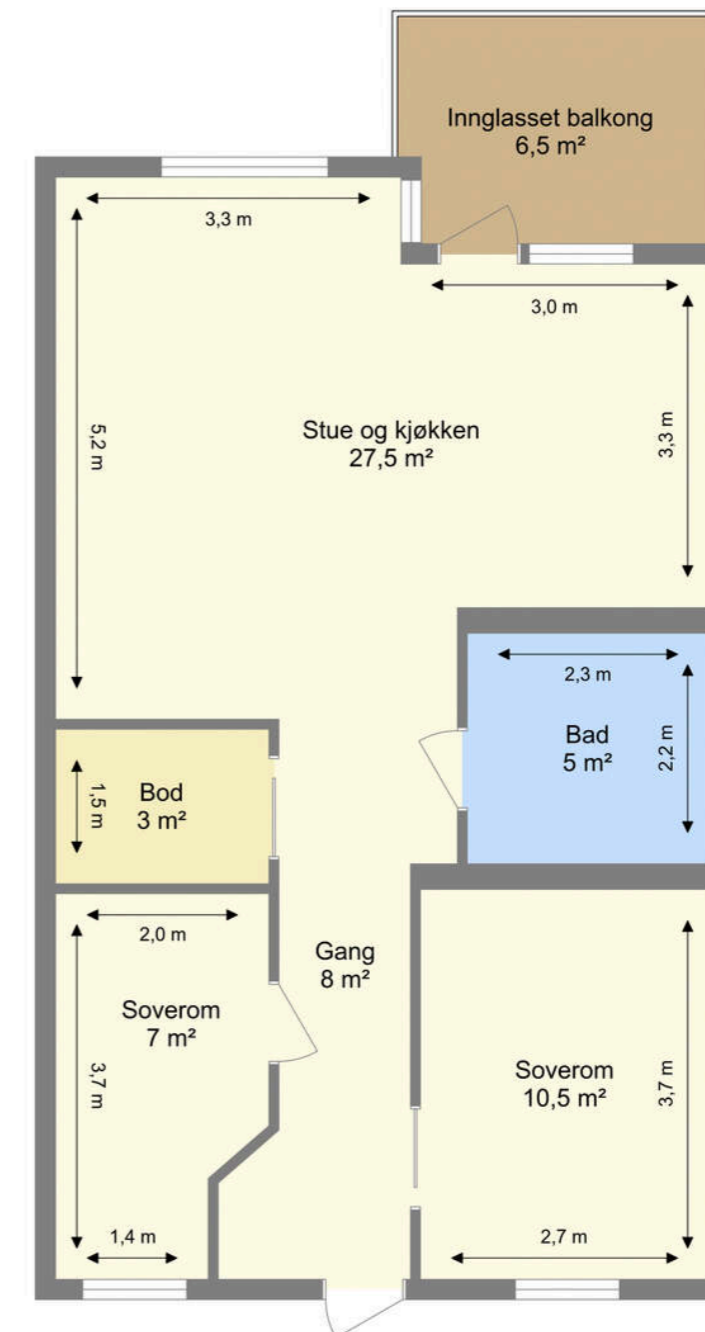 Innglasset balkong
6,5 m²
3,3 m
3,0 m
5,2 m
3,3 m
Stue og kjøkken
27,5 m²
2,3 m
2,2 m
Bad
5 m²
1,5 m
Bod
3 m²
2,0 m
Gang
8 m²
Soverom
7 m²
3,7 m
Soverom
10,5 m²
3,7 m
1,4 m
2,7 m